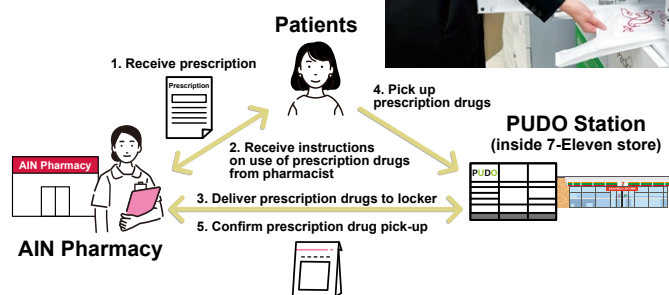 Patients
1. Receive prescription
Prescription
4. Pick up
prescription drugs
PUDO Station
(inside 7-Eleven store)
2. Receive instructions
on use of prescription drugs
from pharmacist
AIN Pharmacy
PUDO
3. Deliver prescription drugs to locker
5. Confirm prescription drug pick-up
AIN Pharmacy